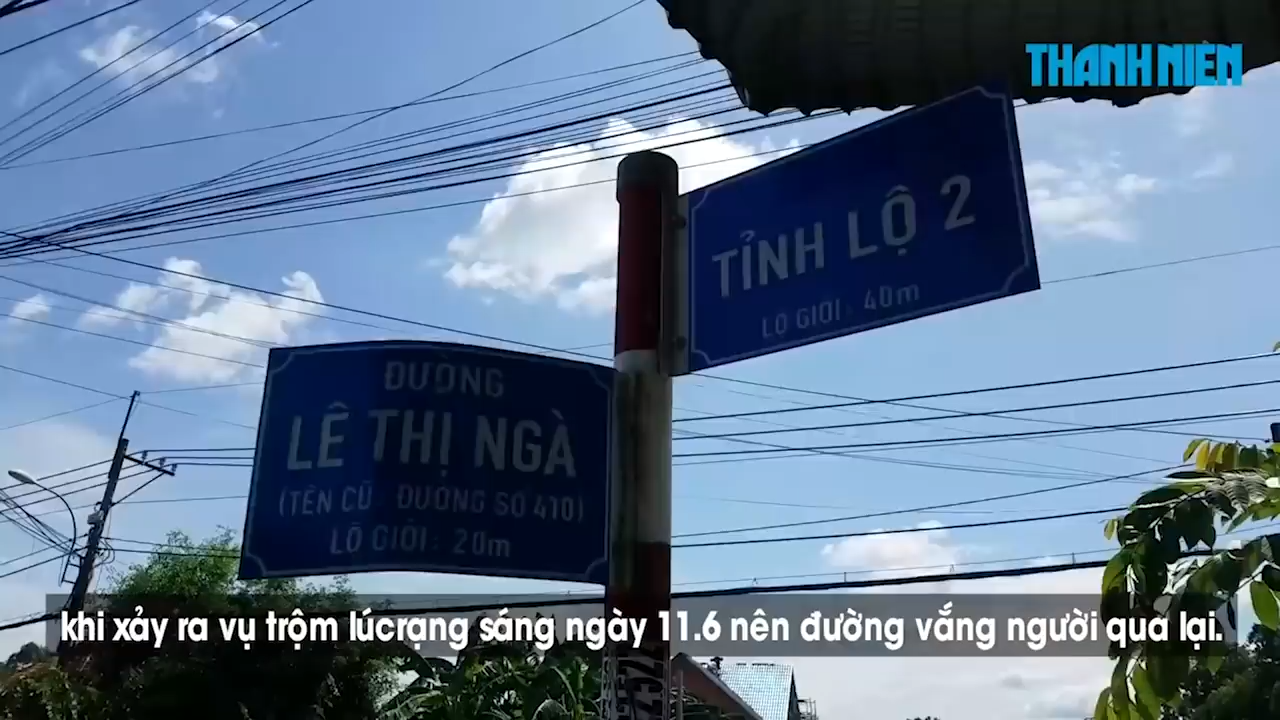 THANH NIÊN
TỈNH LỘ 2
LỘ GIỚI: 40m
ĐƯỜNG
LÊ THỊ NGÀ
(TÊN CŨ: ĐƯỜNG SỐ 410)
LỘ GIỚI: 20m
khi xảy ra vụ trộm lúcrạng sáng ngày 11.6 nên đường vắng người qua lại.